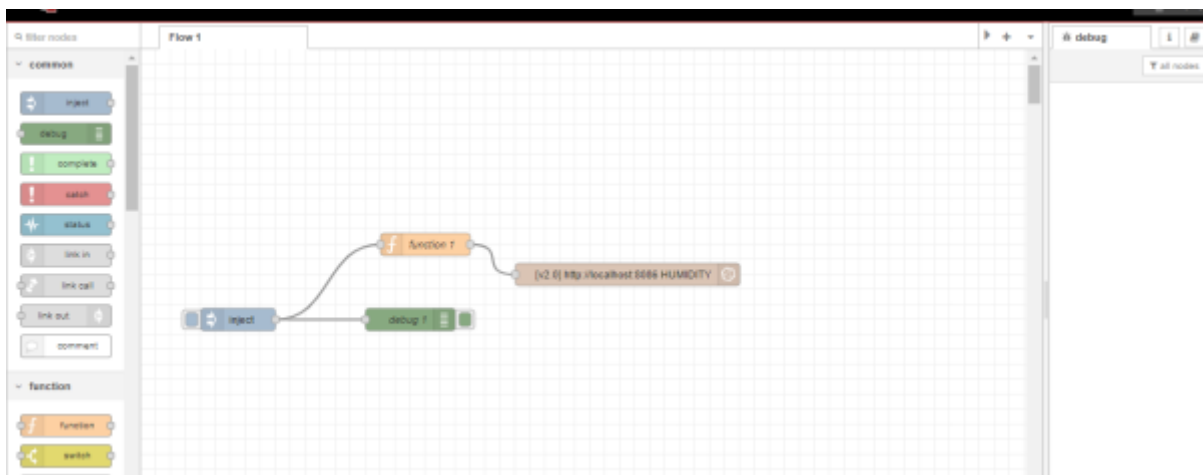 filter nodes
Flow 1
debug
i
all nodes
common
inject
debug
complete
catch
status
link in
link call
link out
comment
function
function
switch
function 1
[v2.0] http://localhost:8086 HUMIDITY
inject
debug 1